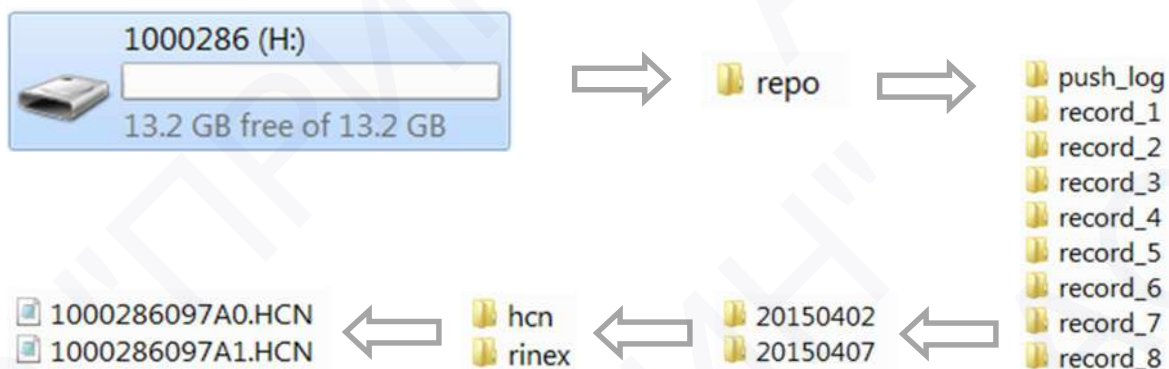 1000286 (H:)
13.2 GB free of 13.2 GB
repo
push_log
record_1
record_2
record_3
record_4
record_5
record_6
record_7
record_8
20150402
20150407
hcn
rinex
1000286097A0.HCN
1000286097A1.HCN